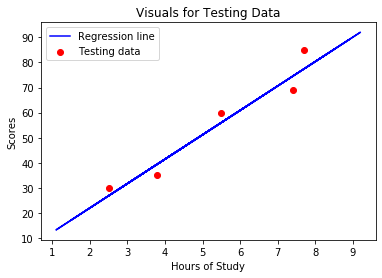 Visuals for Testing Data
Regression line
Testing data
90
80
70
60
50
40
30
20
10
Scores
1 2 3 4 5 6 7 8 9
Hours of Study